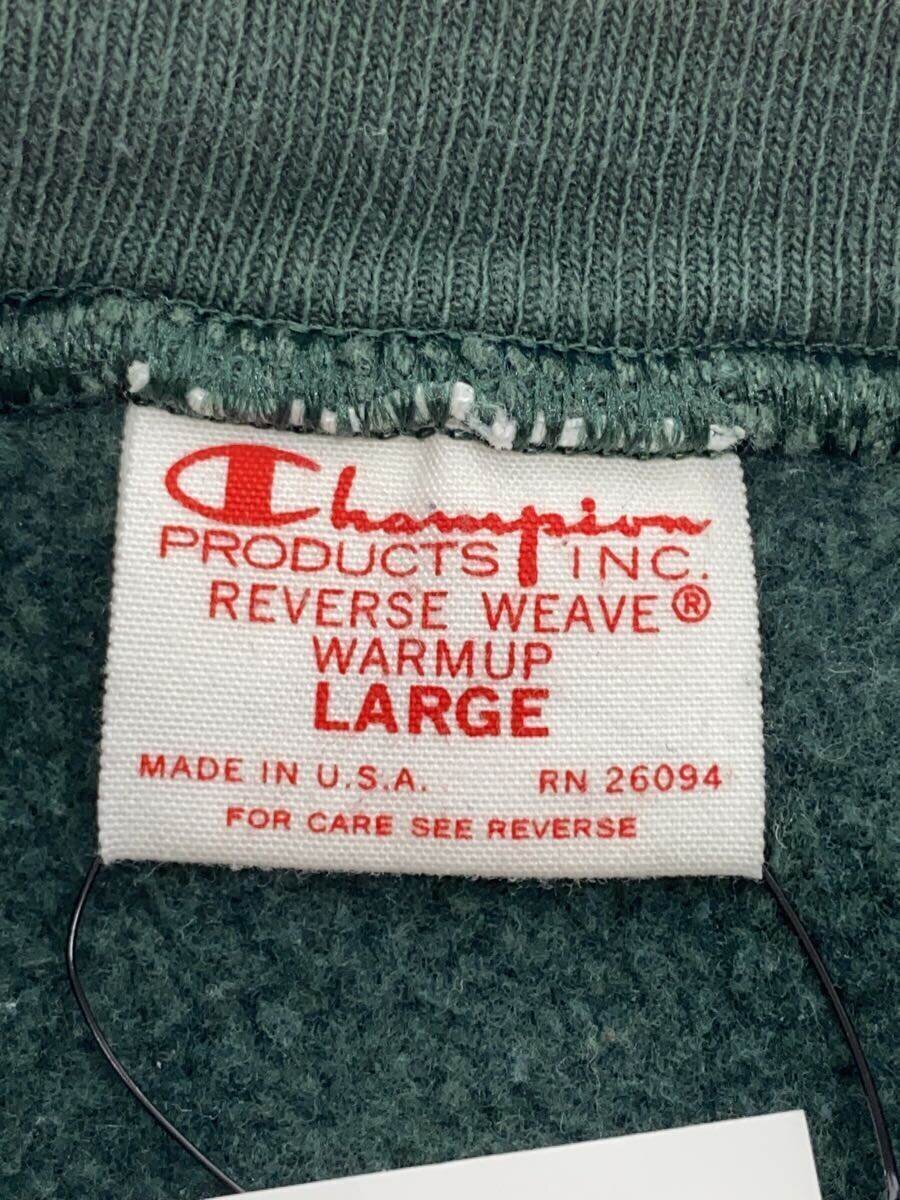 Champion
PRODUCTS INC.
REVERSE WEAVE®
WARMUP
LARGE
MADE IN U.S.A. RN 26094
FOR CARE SEE REVERSE